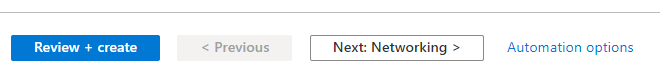 Review + create < Previous Next: Networking > Automation options